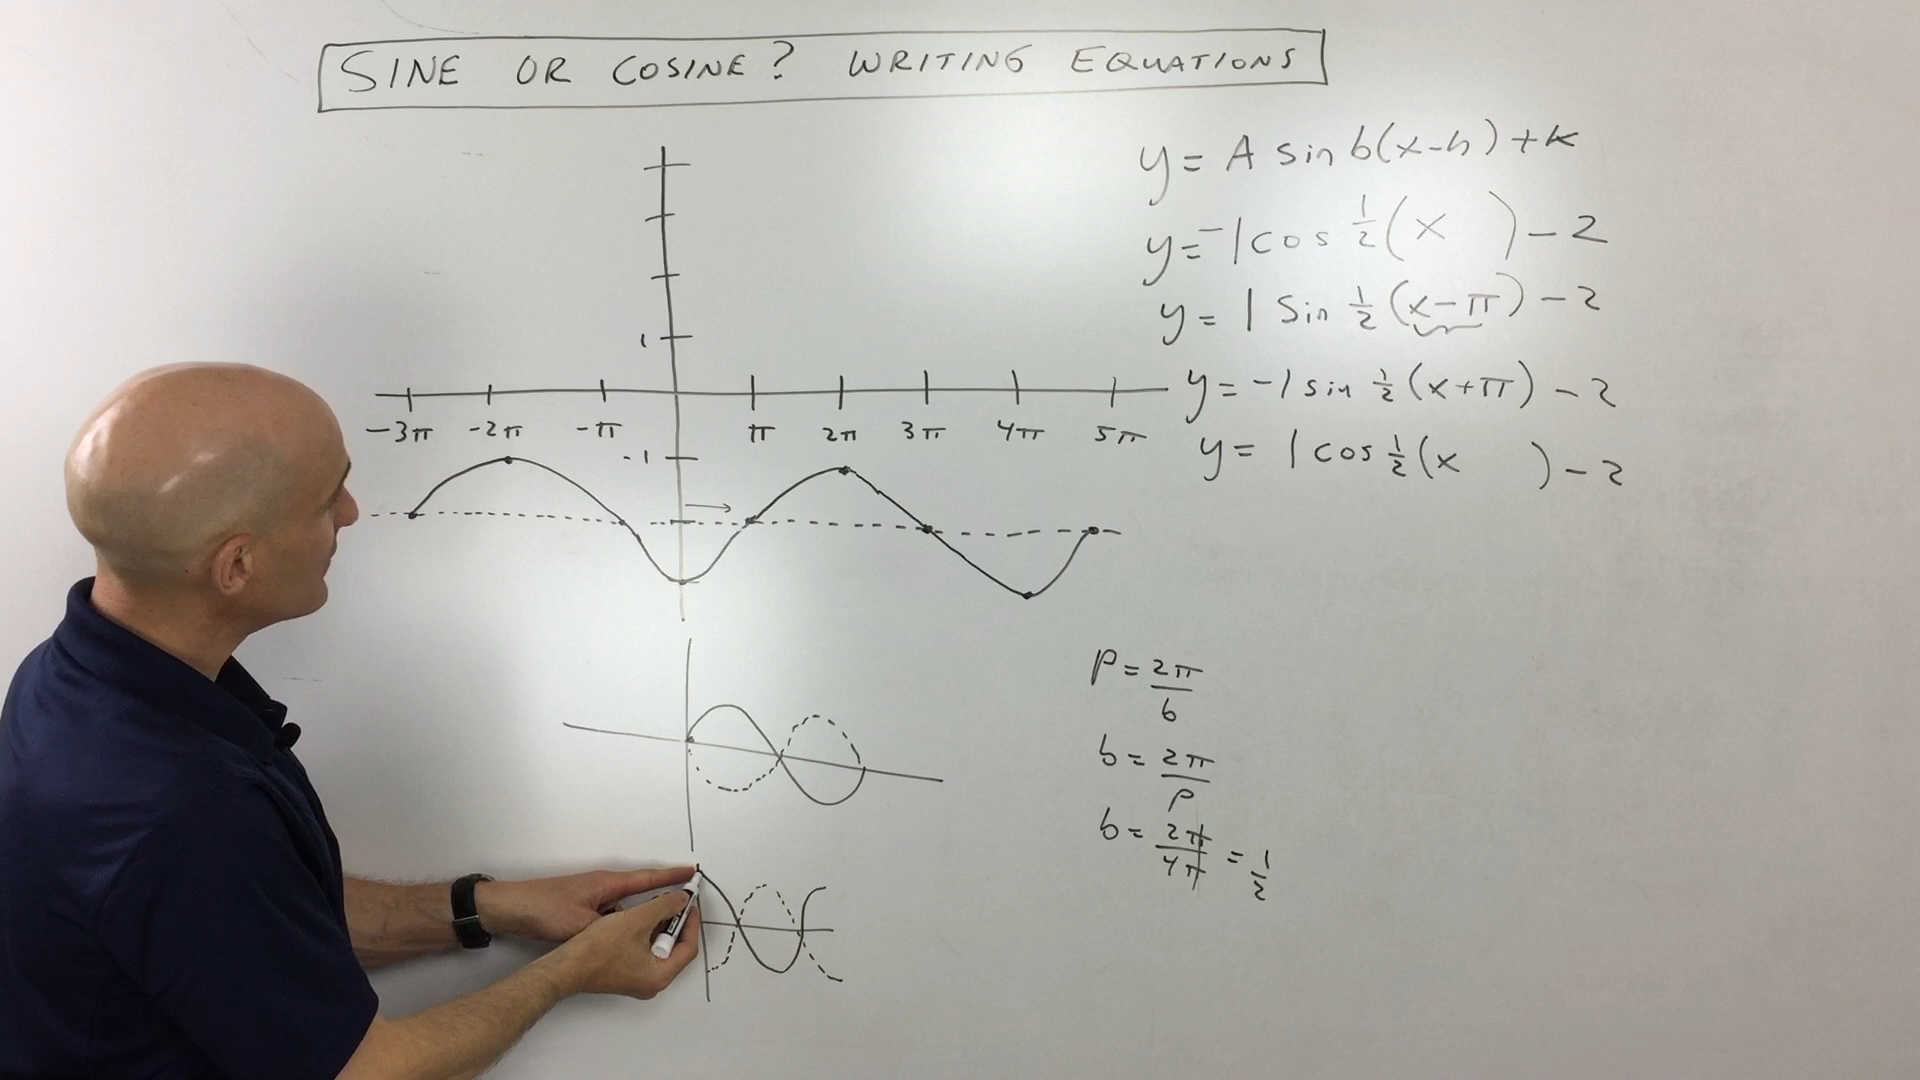 SINE OR COSINE? WRITING EQUATIONS
y = A sin b(x-h) + k
y = -1 cos 1/2 (x ) - 2
y = 1 sin 1/2 (x - π) - 2
y = -1 sin 1/2 (x + π) - 2
y = 1 cos 1/2 (x ) - 2
1
-3π -2π -π π 2π 3π 4π 5π
-1
P = 2π/b
b = 2π/P
b = 2π/4π = 1/2